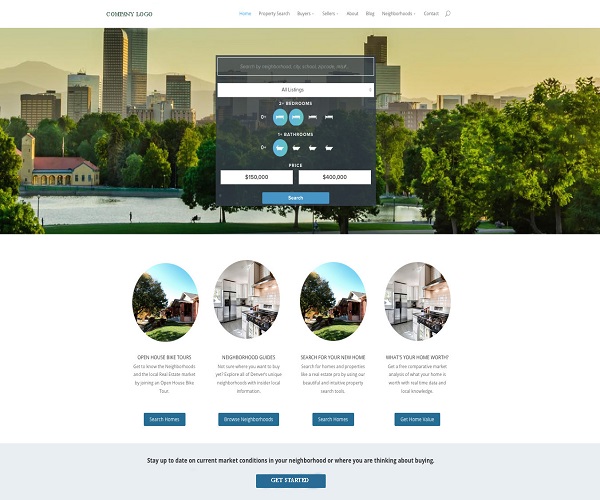 COMPANY LOGO
Home Property Search Buyers Sellers About Blog Neighborhoods Contact
Search by neighborhood, city, school, zipcode, mls#..
All Listings
2+ BEDROOMS
0+
1+ BATHROOMS
0+
PRICE
$150,000 $400,000
Search
OPEN HOUSE BIKE TOURS
Get to know the Neighborhoods
and the local Real Estate market
by joining an Open House Bike
Tour.
Search Homes
NEIGHBORHOOD GUIDES
Not sure where you want to buy
yet? Explore all of Denver's unique
neighborhoods with insider local
information.
Browse Neighborhoods
SEARCH FOR YOUR NEW HOME
Search for homes and properties
like a real estate pro by using our
beautiful and intuitive property
search tools.
Search Homes
WHAT'S YOUR HOME WORTH?
Get a free comparative market
analysis of what your home is
worth with real time data and
local knowledge.
Get Home Value
Stay up to date on current market conditions in your neighborhood or where you are thinking about buying.
GET STARTED